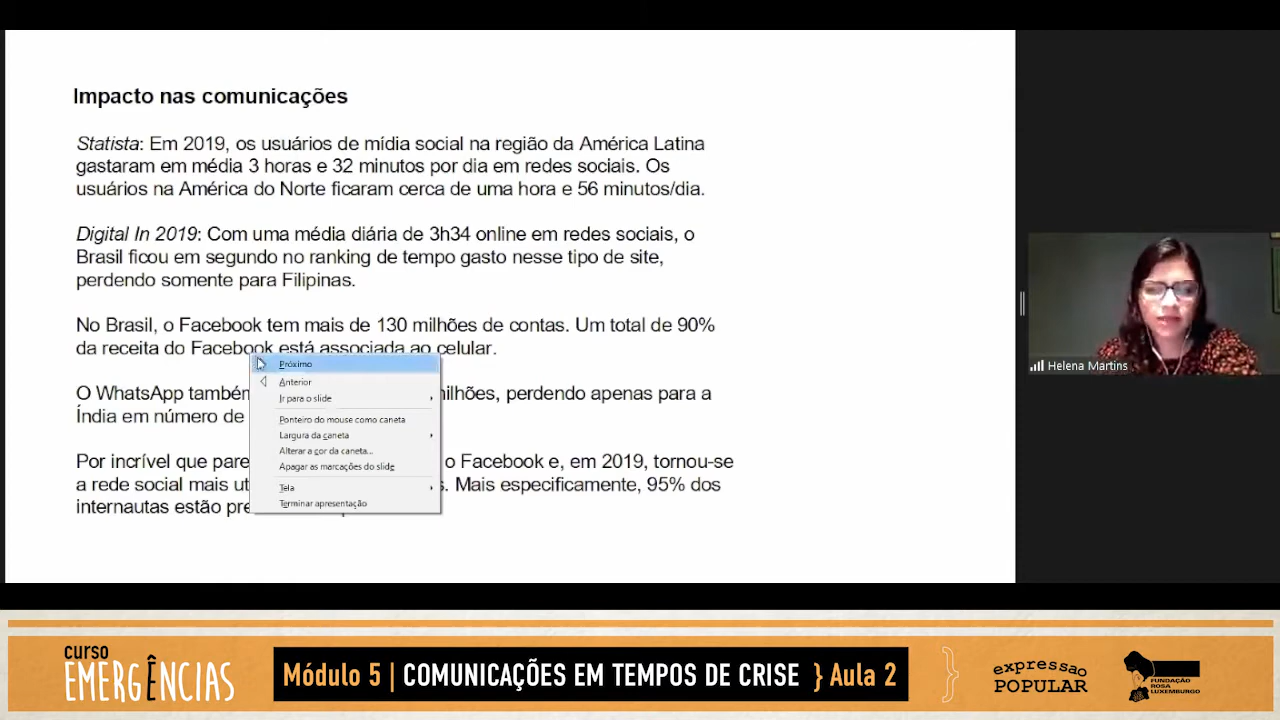 Impacto nas comunicações
Statista: Em 2019, os usuários de mídia social na região da América Latina
gastaram em média 3 horas e 32 minutos por dia em redes sociais. Os
usuários na América do Norte ficaram cerca de uma hora e 56 minutos/dia.
Digital In 2019: Com uma média diária de 3h34 online em redes sociais, o
Brasil ficou em segundo no ranking de tempo gasto nesse tipo de site,
perdendo somente para Filipinas.
No Brasil, o Facebook tem mais de 130 milhões de contas. Um total de 90%
da receita do Facebook está associada ao celular.
O WhatsApp também milhões, perdendo apenas para a
Índia em número de
Por incrível que pare o Facebook e, em 2019, tornou-se
a rede social mais ut s. Mais especificamente, 95% dos
internautas estão pre
Próximo
Anterior
Ir para o slide
Ponteiro do mouse como caneta
Largura da caneta
Alterar a cor da caneta...
Apagar as marcações do slide
Tela
Terminar apresentação
Helena Martins
curso
EMERGÊNCIAS
Módulo 5 | COMUNICAÇÕES EM TEMPOS DE CRISE } Aula 2
expressão
POPULAR
FUNDAÇÃO
ROSA
LUXEMBURGO